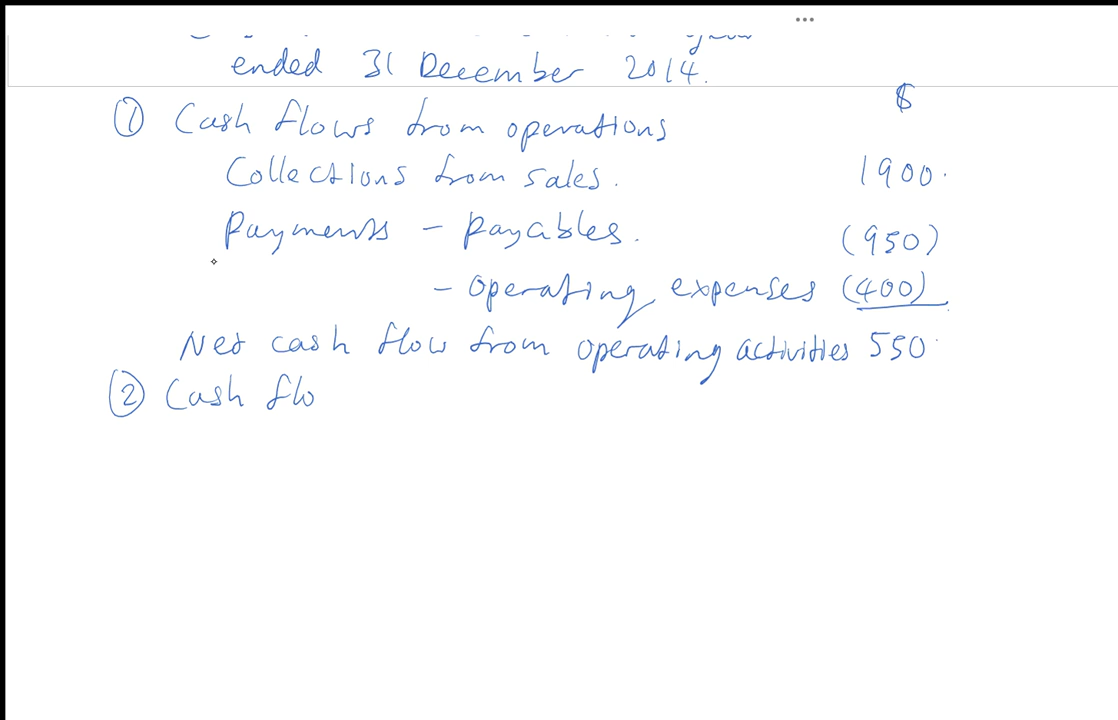 ended 31 December 2014.
$
① Cash flows from operations
Collections from sales. 1900.
Payments - payables. (950)
- operating expenses (400)
Net cash flow from operating activities 550
② Cash flo